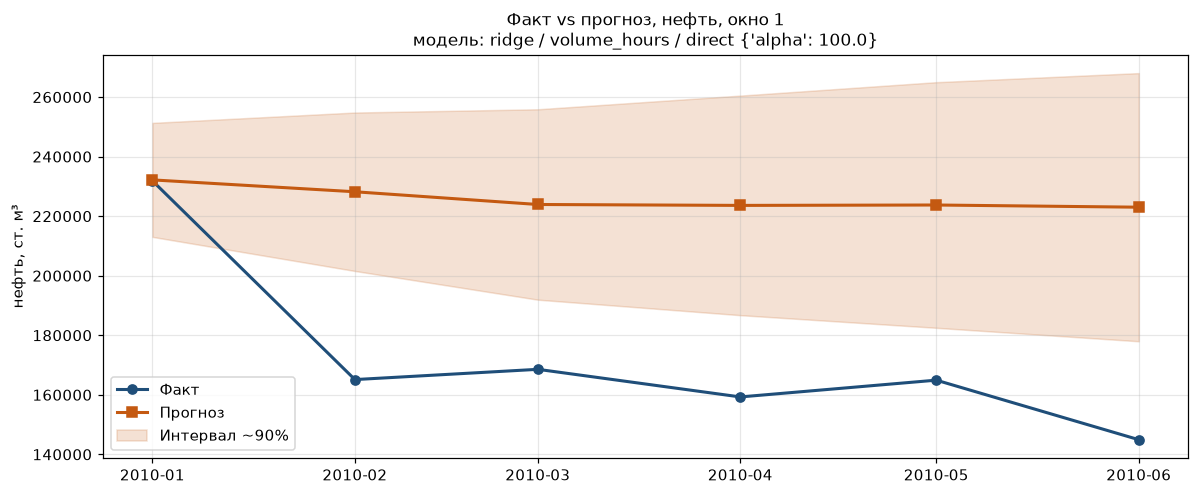 Факт vs прогноз, нефть, окно 1
модель: ridge / volume_hours / direct {'alpha': 100.0}
нефть, ст. м³
260000
240000
220000
200000
180000
160000
140000
Факт
Прогноз
Интервал ~90%
2010-01
2010-02
2010-03
2010-04
2010-05
2010-06